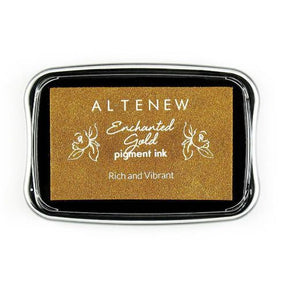 ALTENEW
Enchanted
Gold
pigment ink
Rich and Vibrant